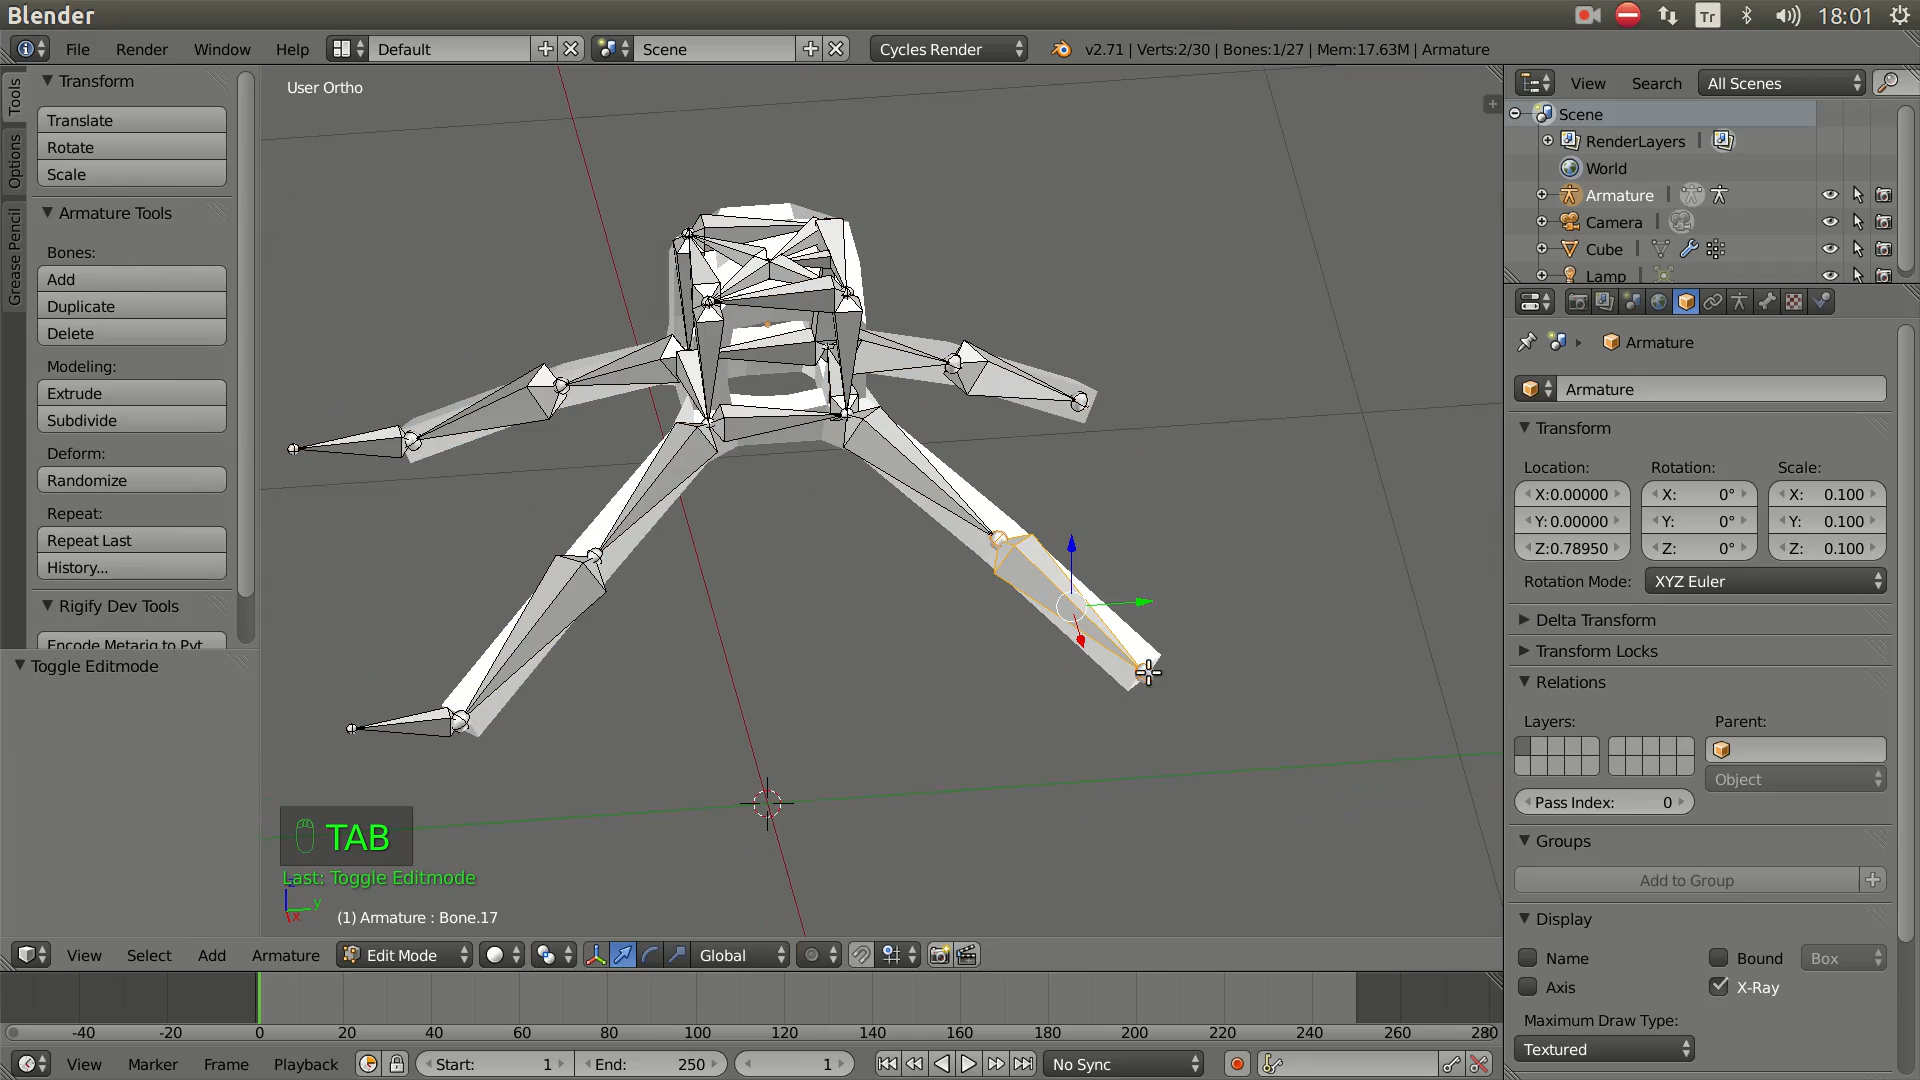 Blender
Tr
18:01
File Render Window Help Default Scene Cycles Render v2.71 | Verts:2/30 | Bones:1/27 | Mem:17.63M | Armature
Tools
Options
Grease Pencil
Transform
Translate
Rotate
Scale
Armature Tools
Bones:
Add
Duplicate
Delete
Modeling:
Extrude
Subdivide
Deform:
Randomize
Repeat:
Repeat Last
History...
Rigify Dev Tools
Encode Metarig to Pyt
Toggle Editmode
User Ortho
TAB
Last: Toggle Editmode
z
y
x
(1) Armature : Bone.17
View Select Add Armature Edit Mode Global
-40 -20 0 20 40 60 80 100 120 140 160 180 200 220 240 260 280
View Marker Frame Playback Start: 1 End: 250 1 No Sync
View Search All Scenes
Scene
RenderLayers
World
Armature
Camera
Cube
Lamp
Armature
Armature
Transform
Location: Rotation: Scale:
X:0.00000 X: 0° X: 0.100
Y:0.00000 Y: 0° Y: 0.100
Z:0.78950 Z: 0° Z: 0.100
Rotation Mode: XYZ Euler
Delta Transform
Transform Locks
Relations
Layers: Parent:
Object
Pass Index: 0
Groups
Add to Group
Display
Name Bound Box
Axis X-Ray
Maximum Draw Type:
Textured